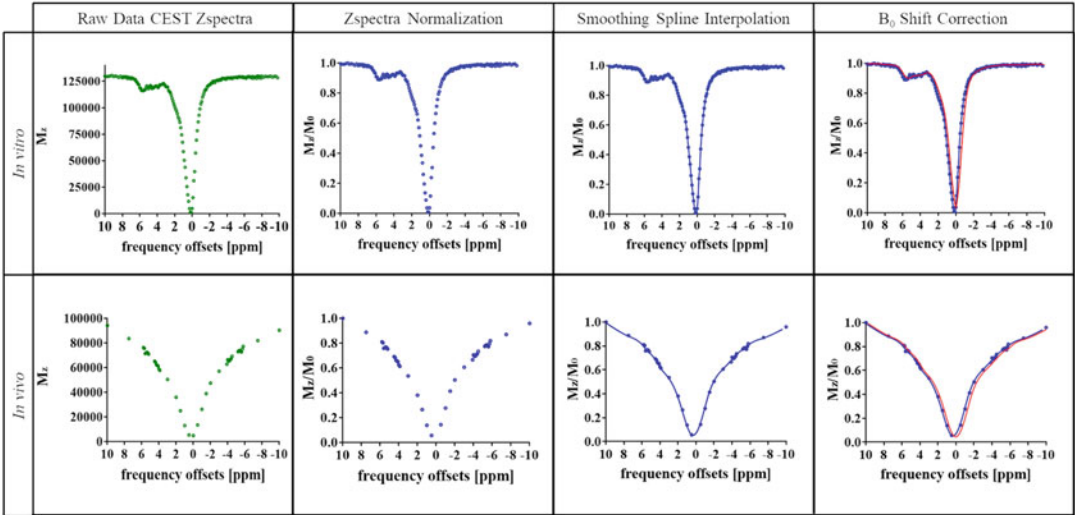 Raw Data CEST Zspectra
Zspectra Normalization
Smoothing Spline Interpolation
B0 Shift Correction
In vitro
Mz
125000
100000
75000
50000
25000
0
10 8 6 4 2 0 -2 -4 -6 -8 -10
frequency offsets [ppm]
Mz/M0
1.0
0.8
0.6
0.4
0.2
0.0
10 8 6 4 2 0 -2 -4 -6 -8 -10
frequency offsets [ppm]
Mz/M0
1.0
0.8
0.6
0.4
0.2
0.0
10 8 6 4 2 0 -2 -4 -6 -8 -10
frequency offsets [ppm]
Mz/M0
1.0
0.8
0.6
0.4
0.2
0.0
10 8 6 4 2 0 -2 -4 -6 -8 -10
frequency offsets [ppm]
In vivo
Mz
100000
80000
60000
40000
20000
0
10 8 6 4 2 0 -2 -4 -6 -8 -10
frequency offsets [ppm]
Mz/M0
1.0
0.8
0.6
0.4
0.2
0.0
10 8 6 4 2 0 -2 -4 -6 -8 -10
frequency offsets [ppm]
Mz/M0
1.0
0.8
0.6
0.4
0.2
0.0
10 8 6 4 2 0 -2 -4 -6 -8 -10
frequency offsets [ppm]
Mz/M0
1.0
0.8
0.6
0.4
0.2
0.0
10 8 6 4 2 0 -2 -4 -6 -8 -10
frequency offsets [ppm]